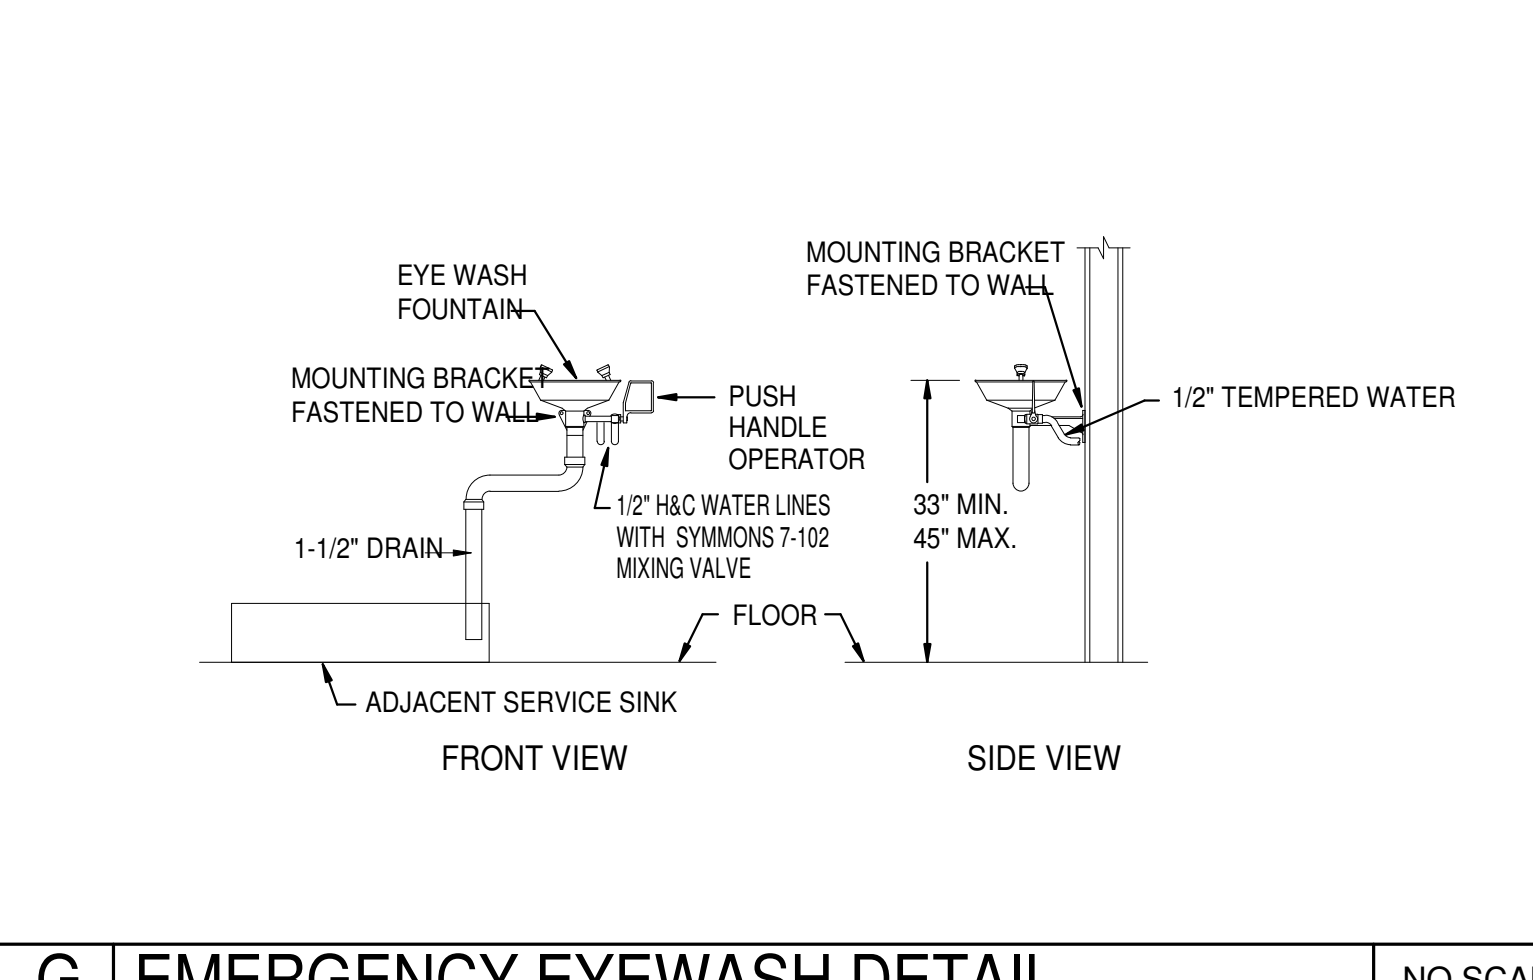 EYE WASH
FOUNTAIN
MOUNTING BRACKET
FASTENED TO WALL
PUSH
HANDLE
OPERATOR
1/2" H&C WATER LINES
WITH SYMMONS 7-102
MIXING VALVE
1-1/2" DRAIN
FLOOR
ADJACENT SERVICE SINK
FRONT VIEW
MOUNTING BRACKET
FASTENED TO WALL
1/2" TEMPERED WATER
33" MIN.
45" MAX.
SIDE VIEW
G
EMERGENCY EYEWASH DETAIL
NO SCAL